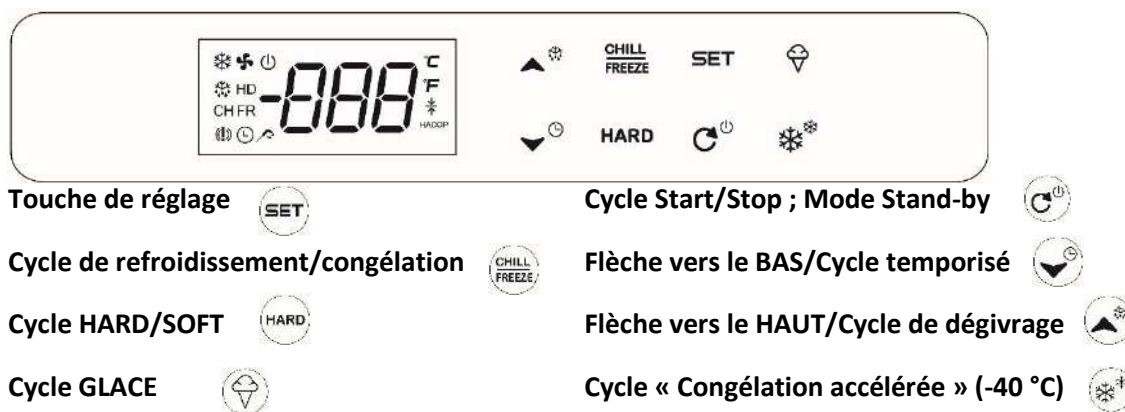 °C
CHILL
FREEZE
SET
HD
-888
°F
CH FR
HACCP
HARD
Touche de réglage SET
Cycle Start/Stop ; Mode Stand-by
Cycle de refroidissement/congélation CHILL FREEZE
Flèche vers le BAS/Cycle temporisé
Cycle HARD/SOFT HARD
Flèche vers le HAUT/Cycle de dégivrage
Cycle GLACE
Cycle « Congélation accélérée » (-40 °C)